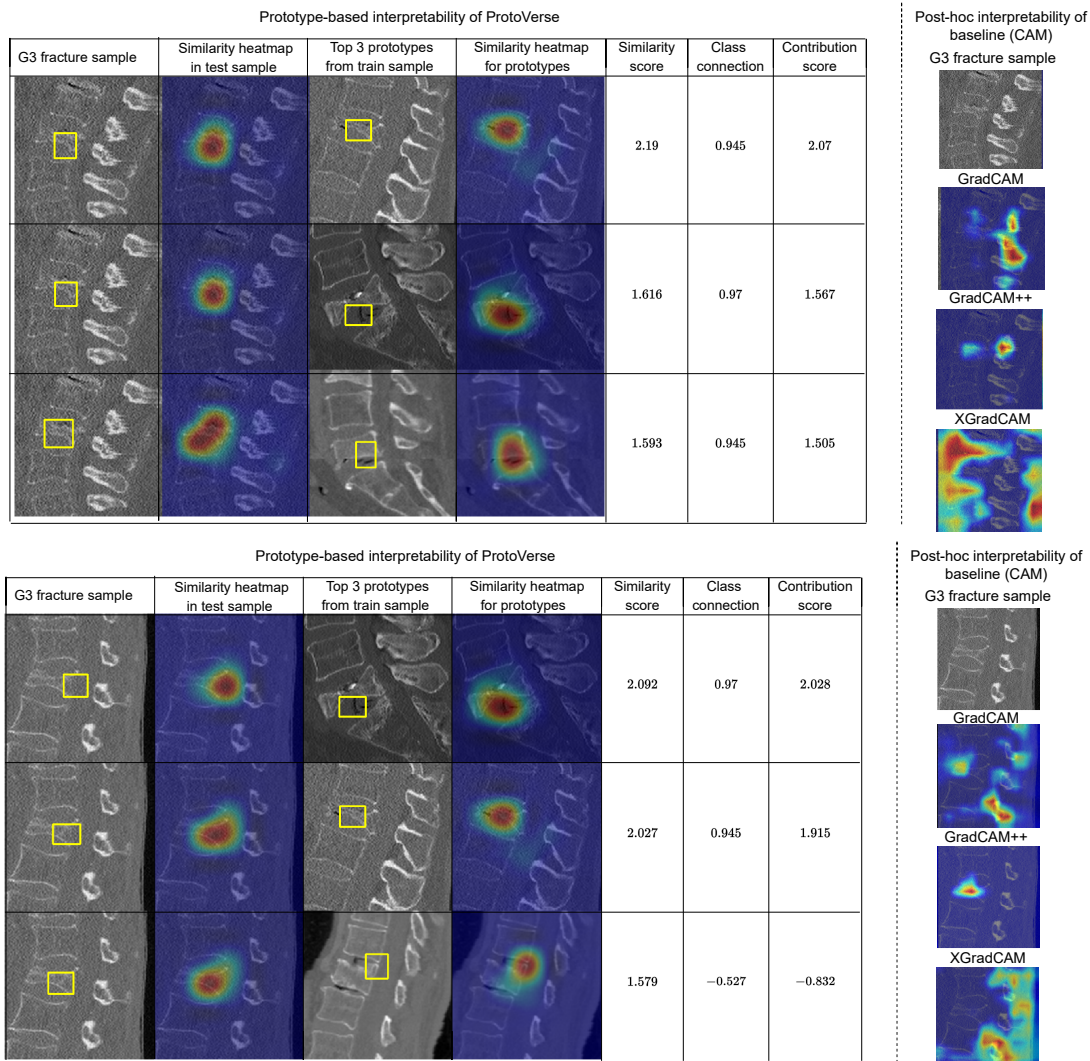 Prototype-based interpretability of ProtoVerse
G3 fracture sample
Similarity heatmap
in test sample
Top 3 prototypes
from train sample
Similarity heatmap
for prototypes
Similarity
score
Class
connection
Contribution
score
2.19
0.945
2.07
1.616
0.97
1.567
1.593
0.945
1.505
Post-hoc interpretability of
baseline (CAM)
G3 fracture sample
GradCAM
GradCAM++
XGradCAM
Prototype-based interpretability of ProtoVerse
G3 fracture sample
Similarity heatmap
in test sample
Top 3 prototypes
from train sample
Similarity heatmap
for prototypes
Similarity
score
Class
connection
Contribution
score
2.092
0.97
2.028
2.027
0.945
1.915
1.579
−0.527
−0.832
Post-hoc interpretability of
baseline (CAM)
G3 fracture sample
GradCAM
GradCAM++
XGradCAM